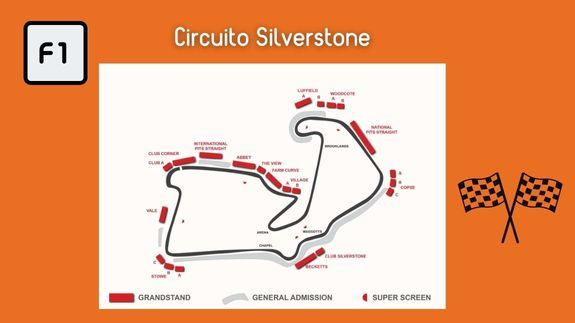 F1
Circuito Silverstone
LUFFIELD
A
B
WOODCOTE
A
B
NATIONAL
PITS STRAIGHT
BROOKLANDS
INTERNATIONAL
PITS STRAIGHT
CLUB CORNER
CLUB A
ABBEY
THE VIEW
FARM CURVE
VILLAGE
A
B
A
B
COPSE
C
VALE
ARENA
MAGGOTTS
CHAPEL
CLUB SILVERSTONE
BECKETTS
C
B
A
STOWE
GRANDSTAND
GENERAL ADMISSION
SUPER SCREEN